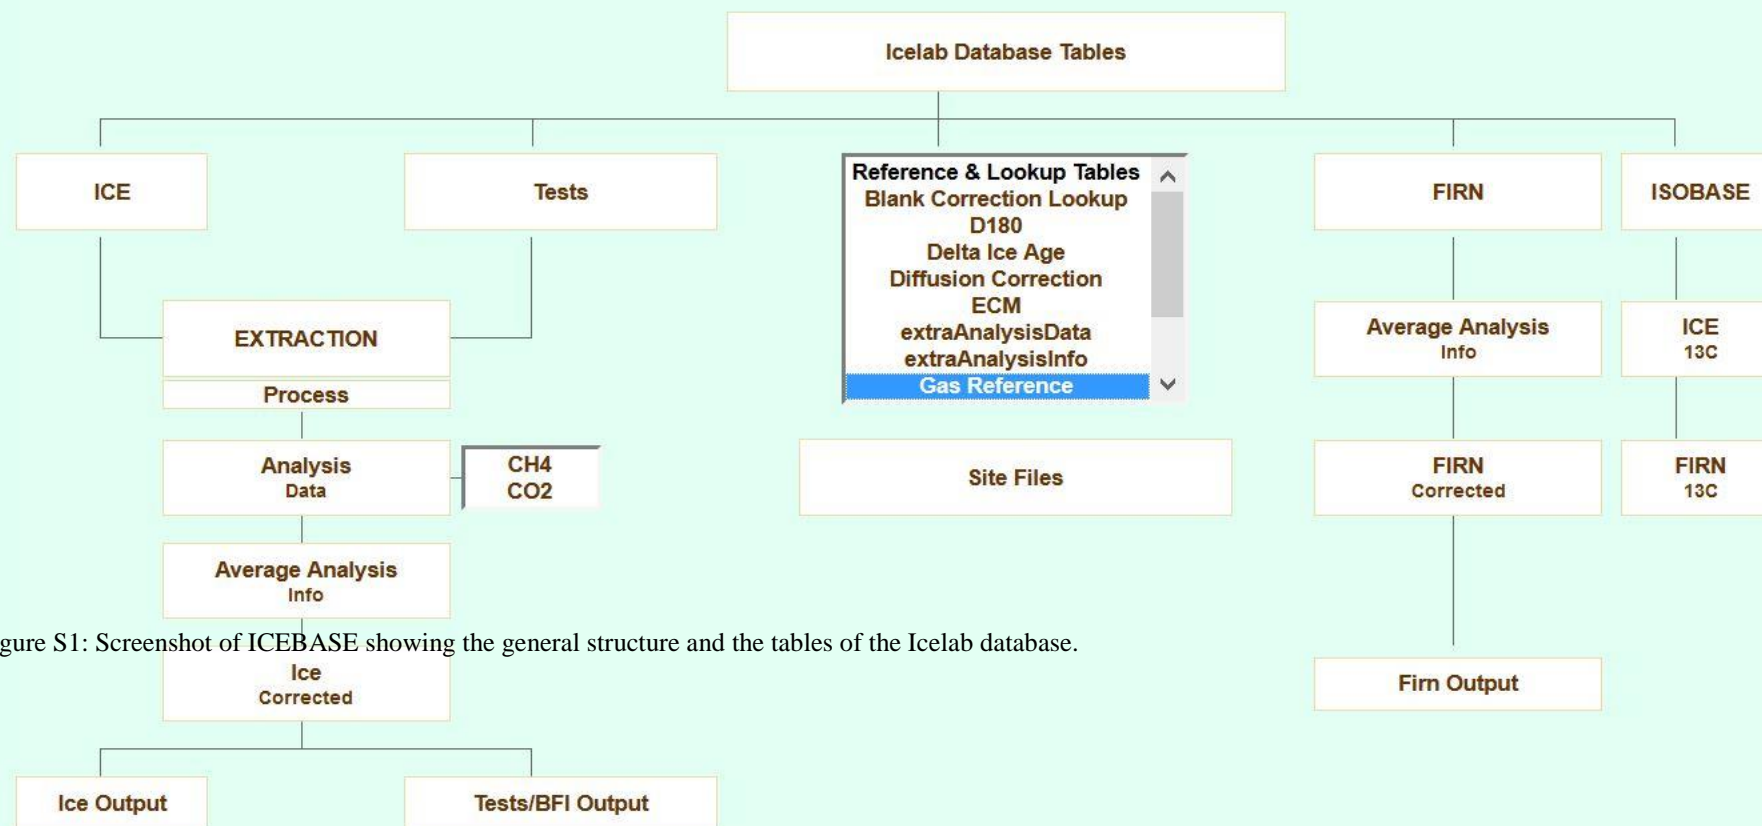 Icelab Database Tables
ICE
Tests
Reference & Lookup Tables
Blank Correction Lookup
D180
Delta Ice Age
Diffusion Correction
ECM
extraAnalysisData
extraAnalysisInfo
Gas Reference
FIRN
ISOBASE
EXTRACTION
Process
Average Analysis
Info
ICE
13C
Analysis
Data
CH4
CO2
Site Files
FIRN
Corrected
FIRN
13C
Average Analysis
Info
gure S1: Screenshot of ICEBASE showing the general structure and the tables of the Icelab database.
Ice
Corrected
Firn Output
Ice Output
Tests/BFI Output